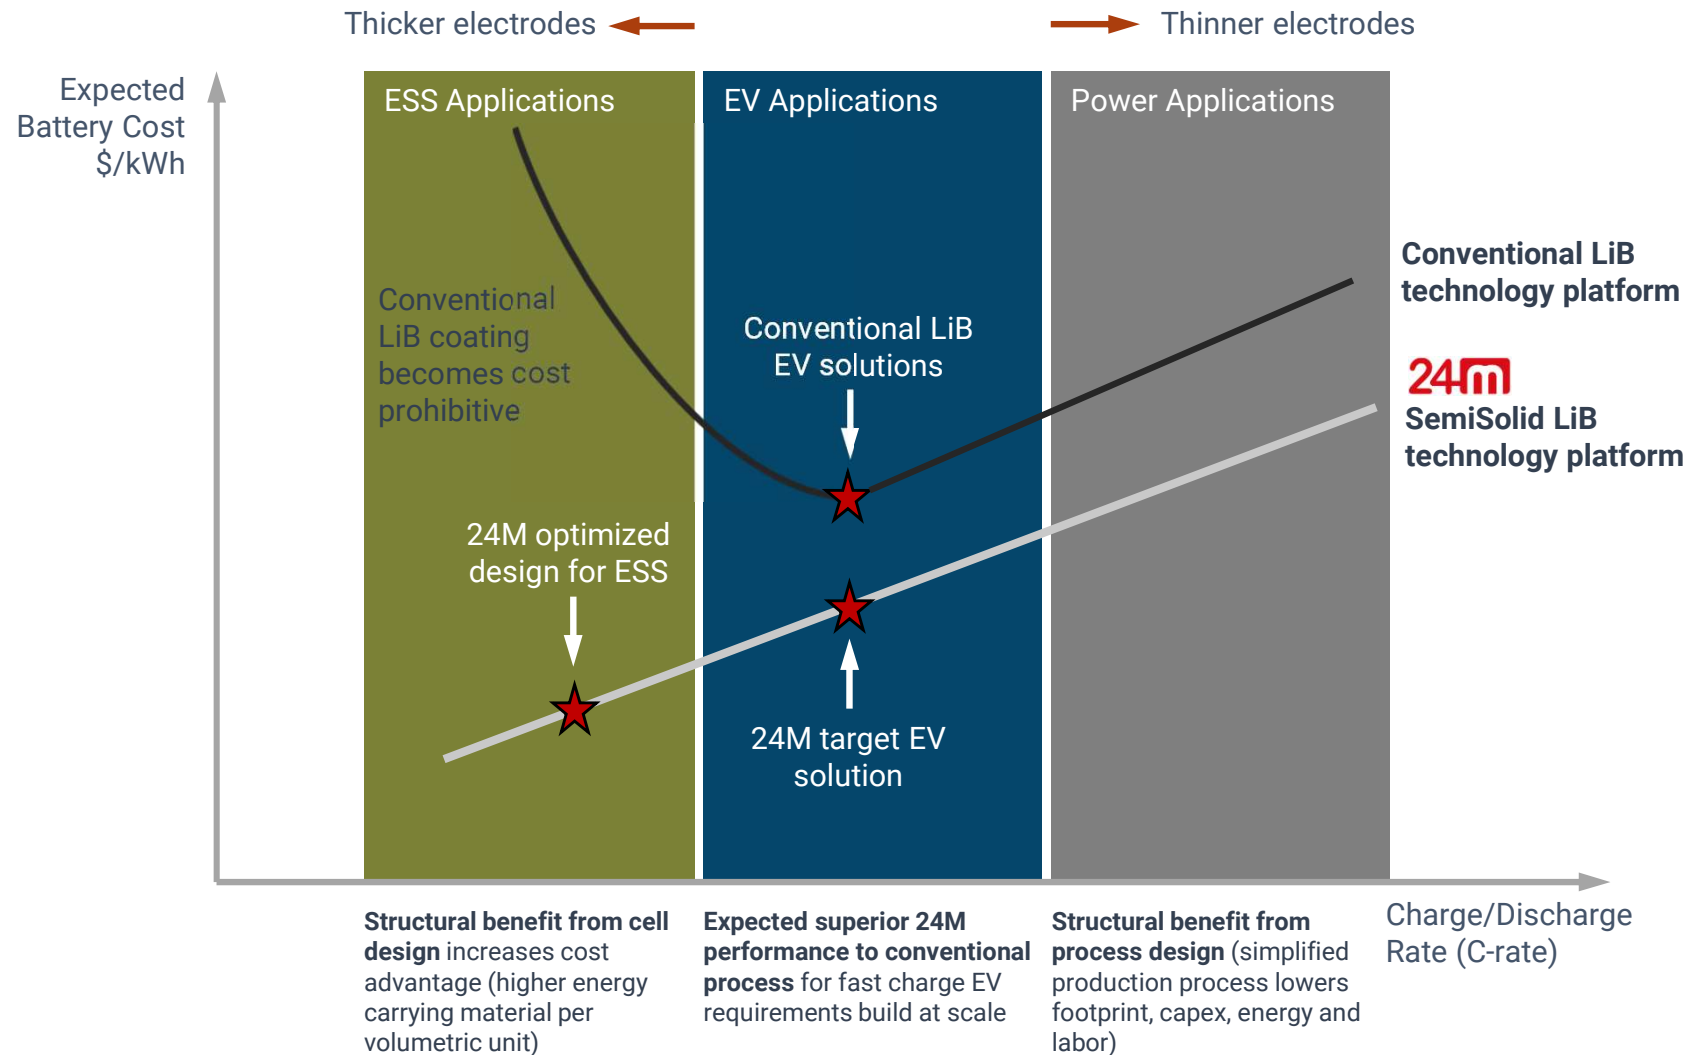 Thicker electrodes
Thinner electrodes
Expected
Battery Cost
$/kWh
ESS Applications
EV Applications
Power Applications
Conventional LiB
technology platform
Conventional
LiB coating
becomes cost
prohibitive
Conventional LiB
EV solutions
24m
SemiSolid LiB
technology platform
24M optimized
design for ESS
24M target EV
solution
Structural benefit from cell
design increases cost
advantage (higher energy
carrying material per
volumetric unit)
Expected superior 24M
performance to conventional
process for fast charge EV
requirements build at scale
Structural benefit from
process design (simplified
production process lowers
footprint, capex, energy and
labor)
Charge/Discharge
Rate (C-rate)